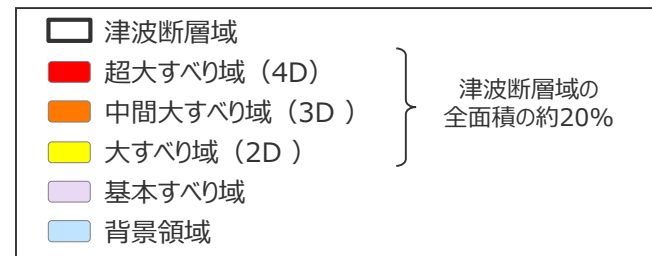 津波断層域
超大すべり域（4D）
中間大すべり域（3D ）
大すべり域（2D ）
基本すべり域
背景領域
津波断層域の
全面積の約20%